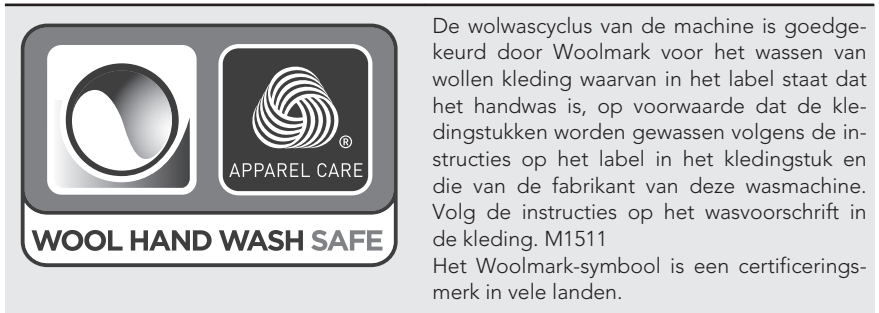 APPAREL CARE
®
WOOL HAND WASH SAFE
De wolwascyclus van de machine is goedge-
keurd door Woolmark voor het wassen van
wollen kleding waarvan in het label staat dat
het handwas is, op voorwaarde dat de kle-
dingstukken worden gewassen volgens de in-
structies op het label in het kledingstuk en
die van de fabrikant van deze wasmachine.
Volg de instructies op het wasvoorschrift in
de kleding. M1511
Het Woolmark-symbool is een certificerings-
merk in vele landen.